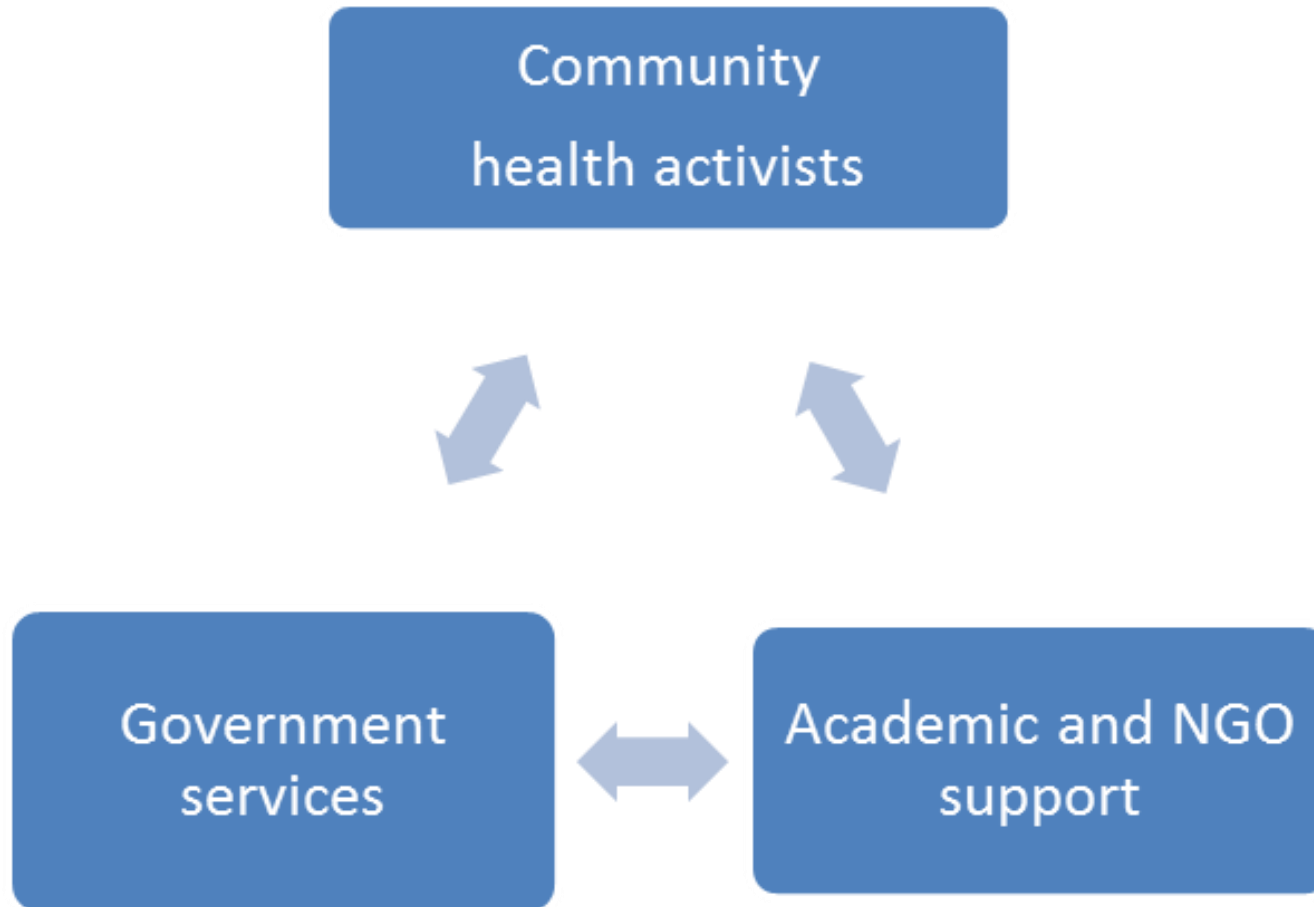 Community
health activists
Government
services
Academic and NGO
support